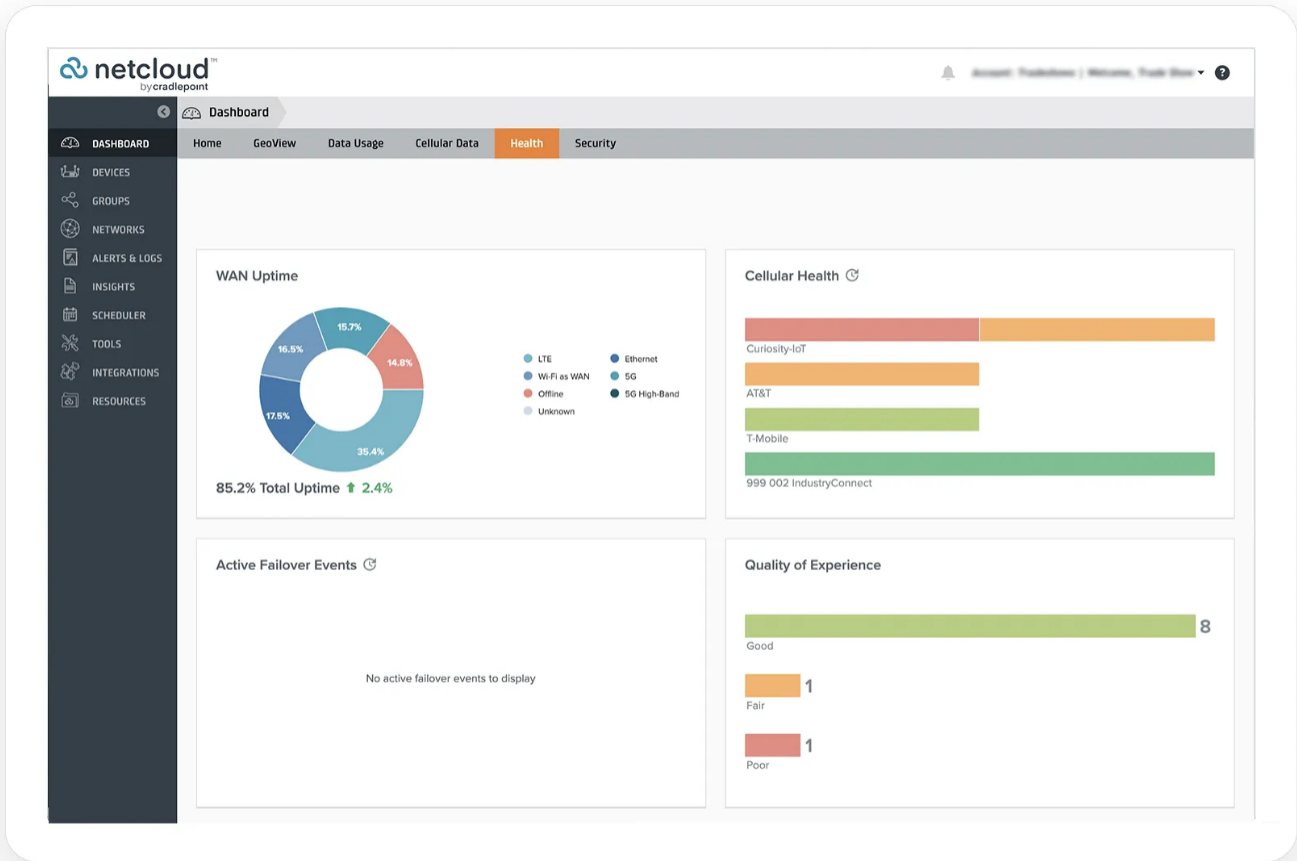 netcloud™
by cradlepoint
?
Dashboard
DASHBOARD
DEVICES
GROUPS
NETWORKS
ALERTS & LOGS
INSIGHTS
SCHEDULER
TOOLS
INTEGRATIONS
RESOURCES
Home GeoView Data Usage Cellular Data Health Security
WAN Uptime
15.7%
16.5%
14.8%
17.5%
35.4%
LTE Ethernet
Wi-Fi as WAN 5G
Offline 5G High-Band
Unknown
85.2% Total Uptime 2.4%
Cellular Health
Curiosity-IoT
AT&T
T-Mobile
999 002 IndustryConnect
Active Failover Events
No active failover events to display
Quality of Experience
8
Good
1
Fair
1
Poor